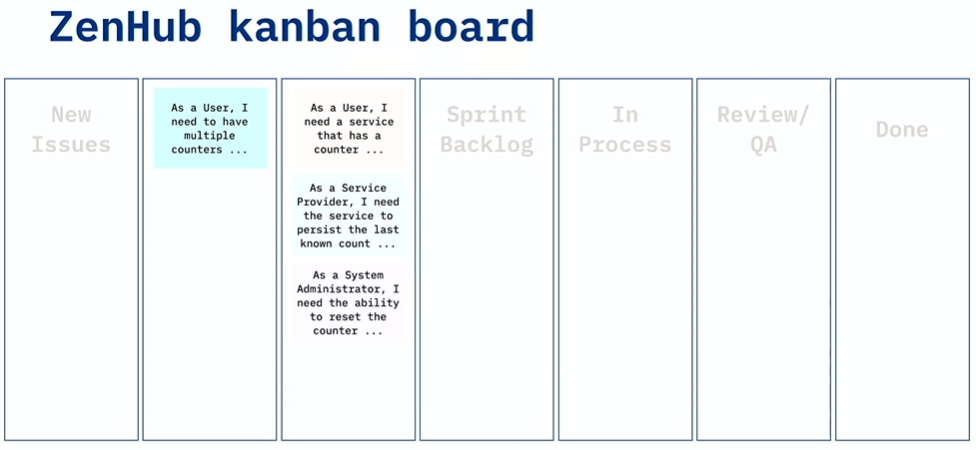 ZenHub kanban board
New
Issues
As a User, I
need to have
multiple
counters ...
As a User, I
need a service
that has a
counter ...
As a Service
Provider, I need
the service to
persist the last
known count ...
As a System
Administrator, I
need the ability
to reset the
counter ...
Sprint
Backlog
In
Process
Review/
QA
Done